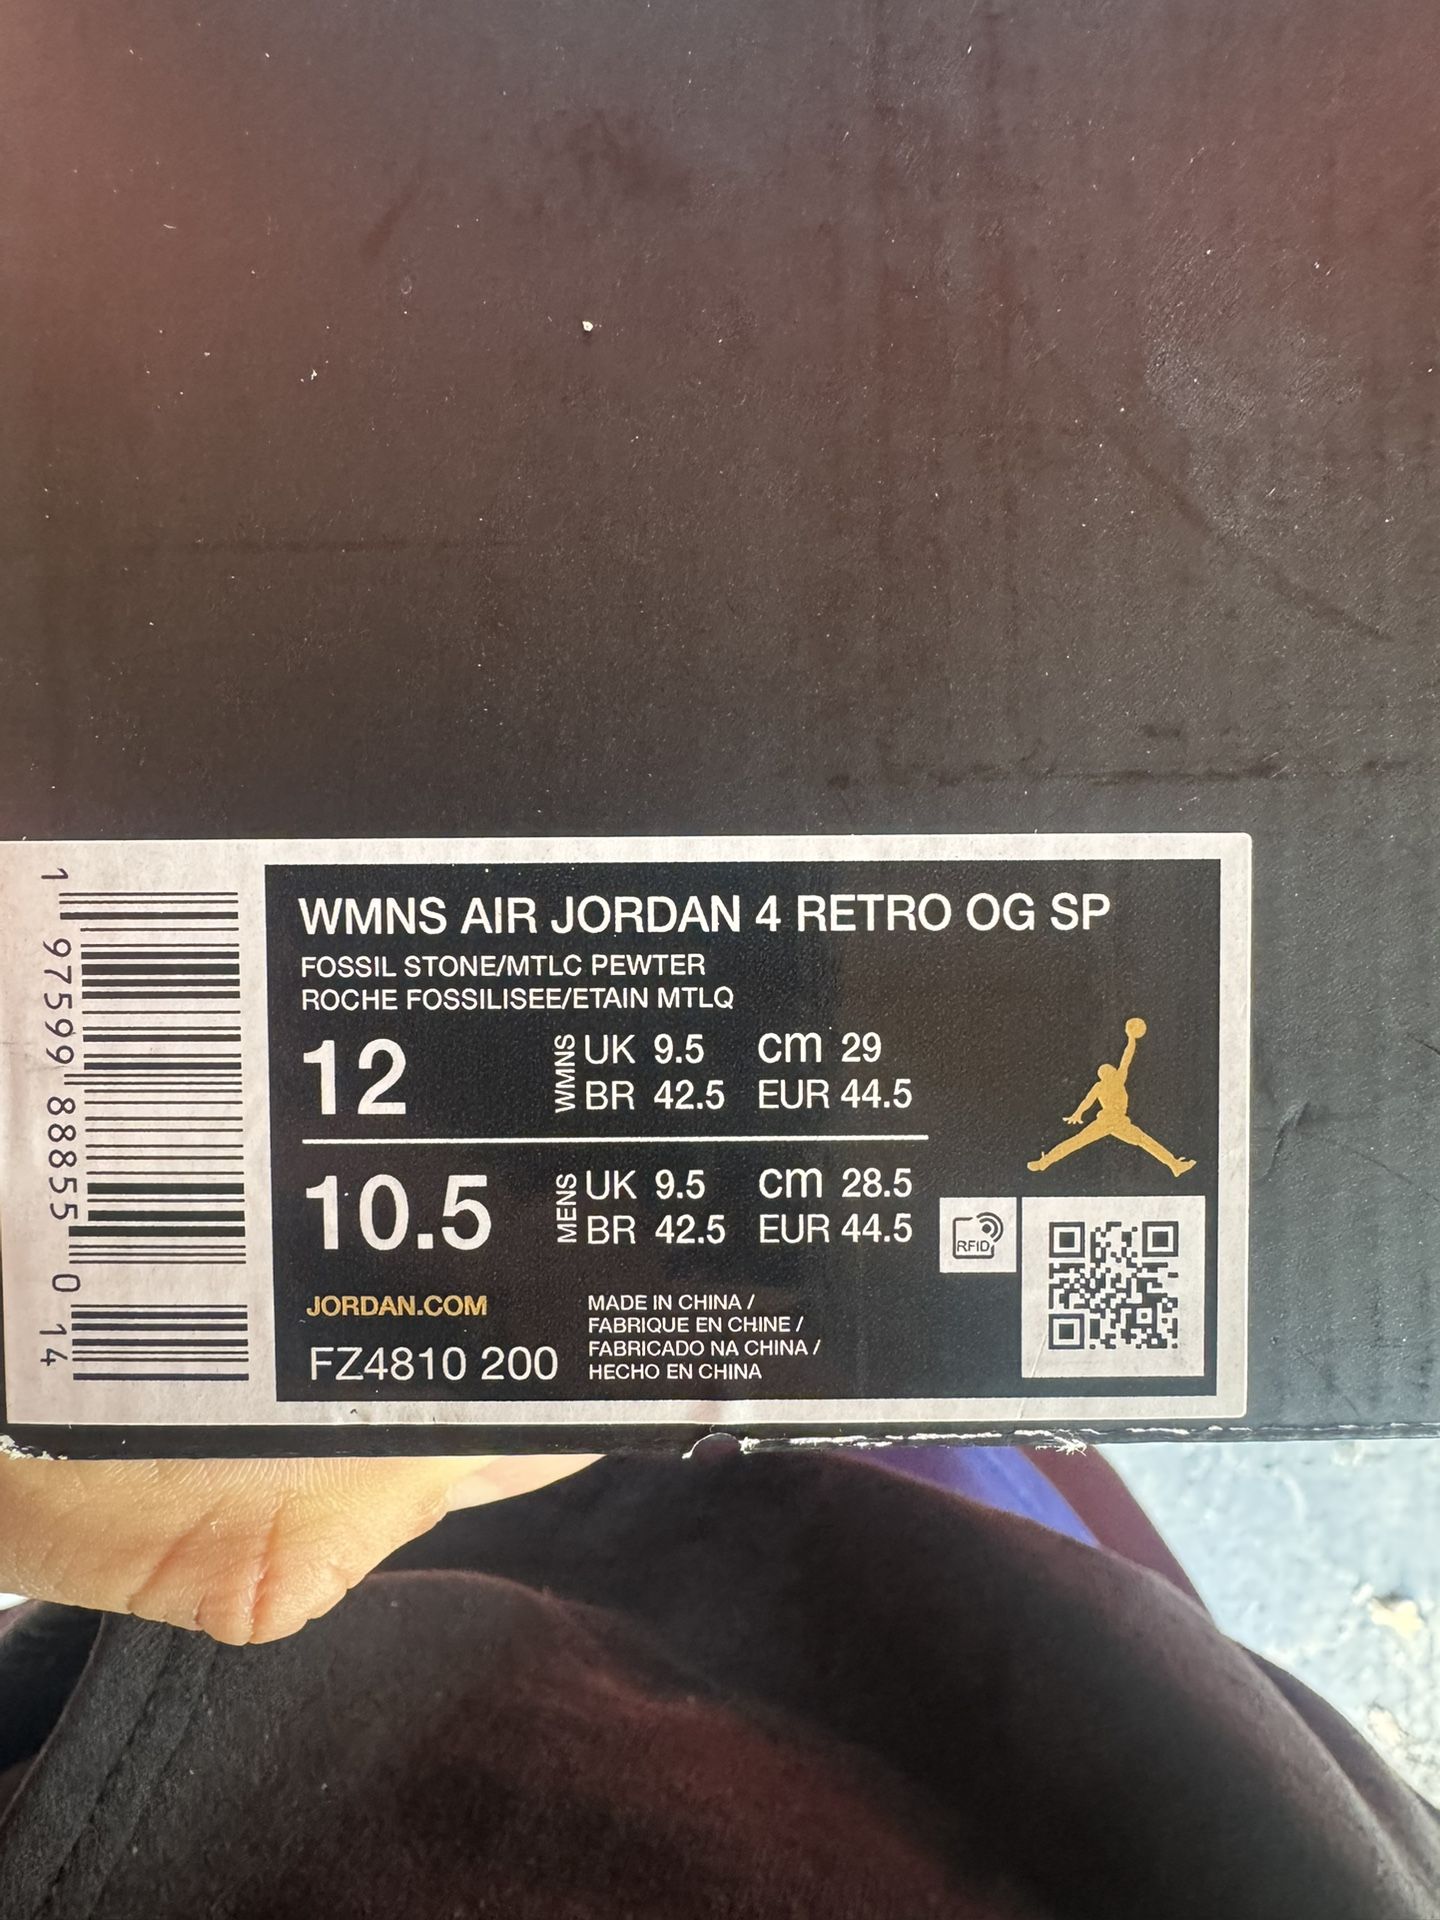 WMNS AIR JORDAN 4 RETRO OG SP
FOSSIL STONE/MTLC PEWTER
ROCHE FOSSILISEE/ETAIN MTLQ
12 WMNS UK 9.5 cm 29
BR 42.5 EUR 44.5
10.5 MENS UK 9.5 cm 28.5
BR 42.5 EUR 44.5
RFID
JORDAN.COM
FZ4810 200
MADE IN CHINA /
FABRIQUE EN CHINE /
FABRICADO NA CHINA /
HECHO EN CHINA
1 97599 88855 0 14